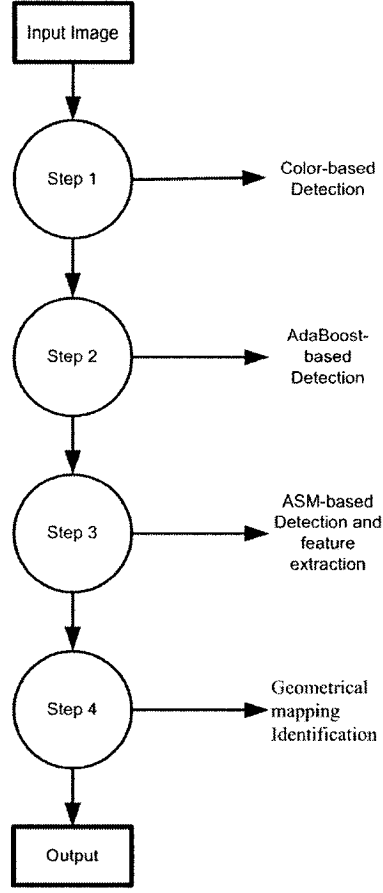 Input Image
Step 1
Color-based
Detection
Step 2
AdaBoost-
based
Detection
Step 3
ASM-based
Detection and
feature
extraction
Step 4
Geometrical
mapping
Identification
Output